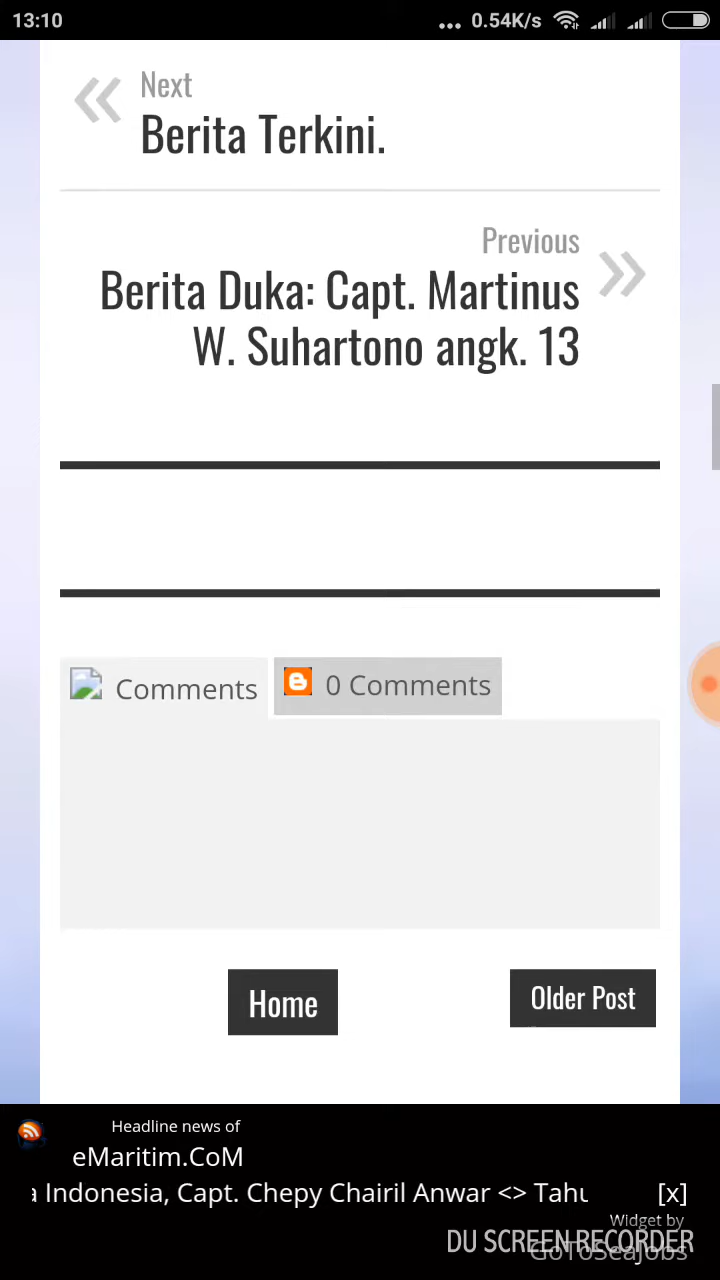 13:10
... 0.54K/s
Next
Berita Terkini.
Previous
Berita Duka: Capt. Martinus
W. Suhartono angk. 13
Comments
0 Comments
Home
Older Post
Headline news of
eMaritim.CoM
a Indonesia, Capt. Chepy Chairil Anwar <> Tahu
[x]
Widget by
GoToSeaJobs
DU SCREEN RECORDER